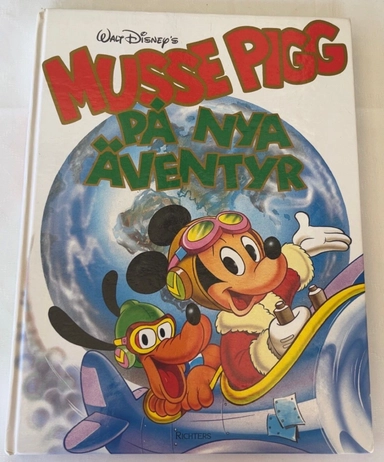 WALT DISNEY'S
MUSSE PIGG
PÅ NYA
ÄVENTYR
RICHTERS